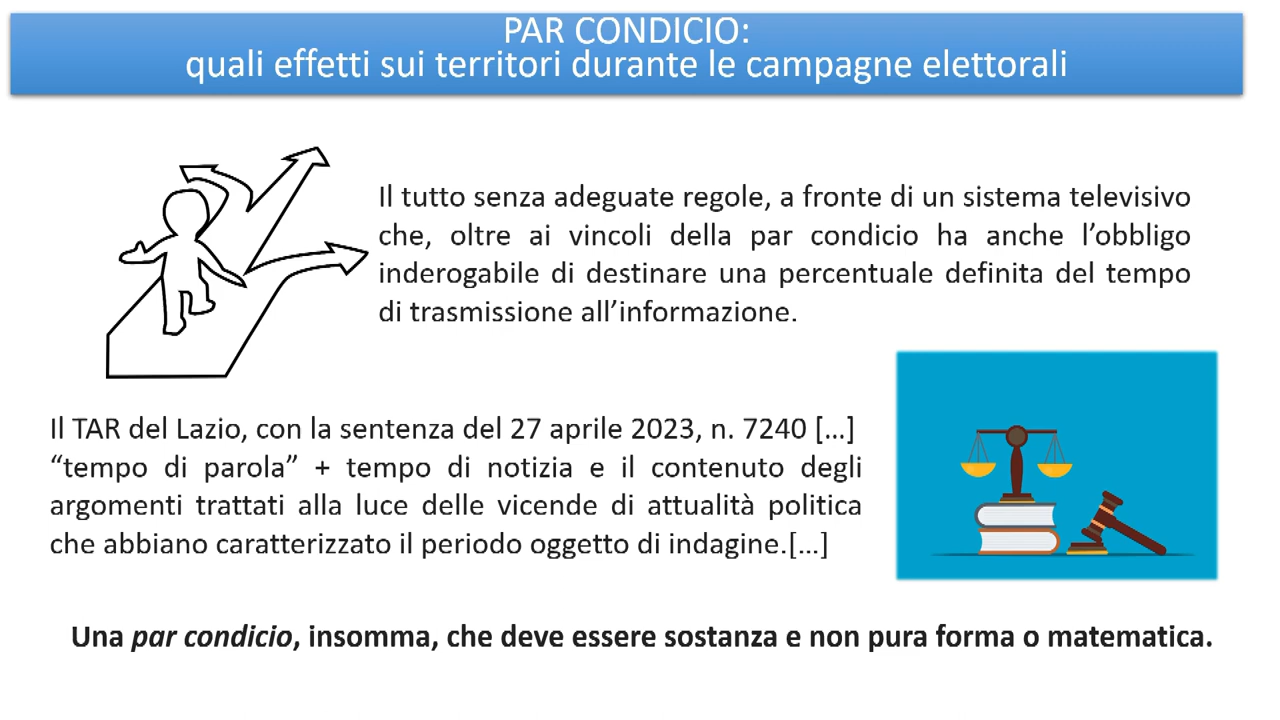 PAR CONDICIO:
quali effetti sui territori durante le campagne elettorali
Il tutto senza adeguate regole, a fronte di un sistema televisivo
che, oltre ai vincoli della par condicio ha anche l’obbligo
inderogabile di destinare una percentuale definita del tempo
di trasmissione all’informazione.
Il TAR del Lazio, con la sentenza del 27 aprile 2023, n. 7240 [...]
“tempo di parola” + tempo di notizia e il contenuto degli
argomenti trattati alla luce delle vicende di attualità politica
che abbiano caratterizzato il periodo oggetto di indagine.[...]
Una par condicio, insomma, che deve essere sostanza e non pura forma o matematica.